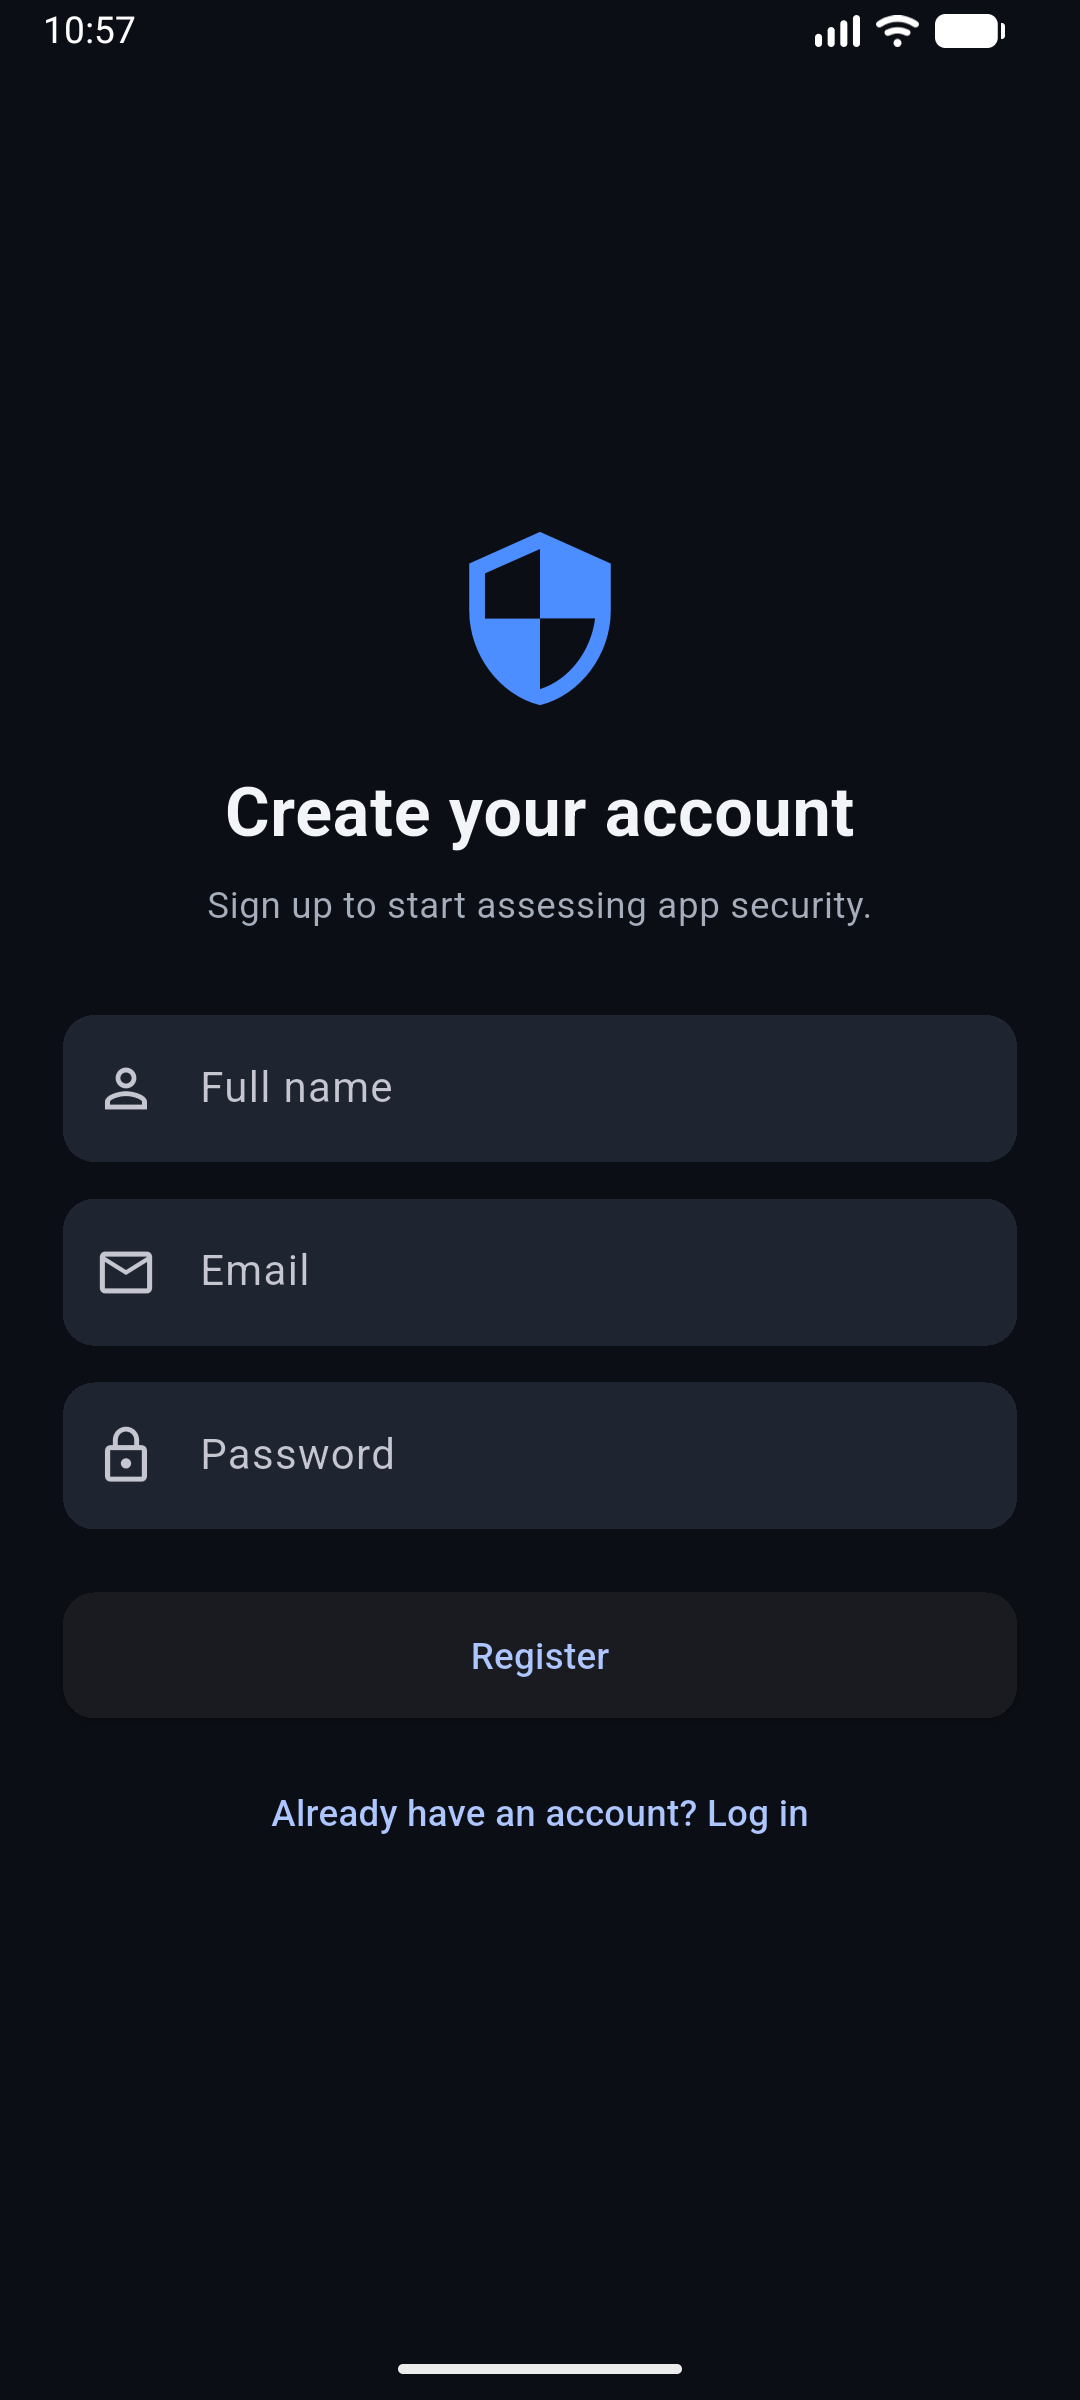 10:57
Create your account
Sign up to start assessing app security.
Full name
Email
Password
Register
Already have an account? Log in